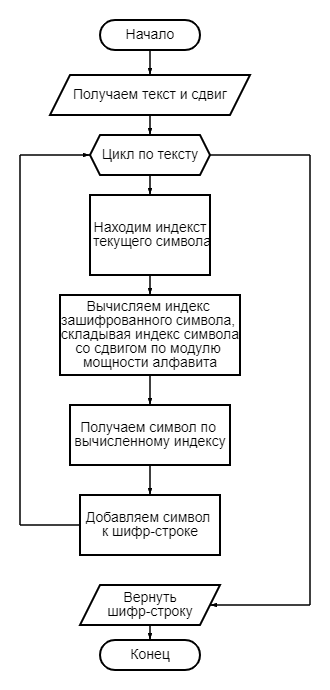 Начало
Получаем текст и сдвиг
Цикл по тексту
Находим индекст
текущего символа
Вычисляем индекс
зашифрованного символа,
складывая индекс символа
со сдвигом по модулю
мощности алфавита
Получаем символ по
вычисленному индексу
Добавляем символ
к шифр-строке
Вернуть
шифр-строку
Конец